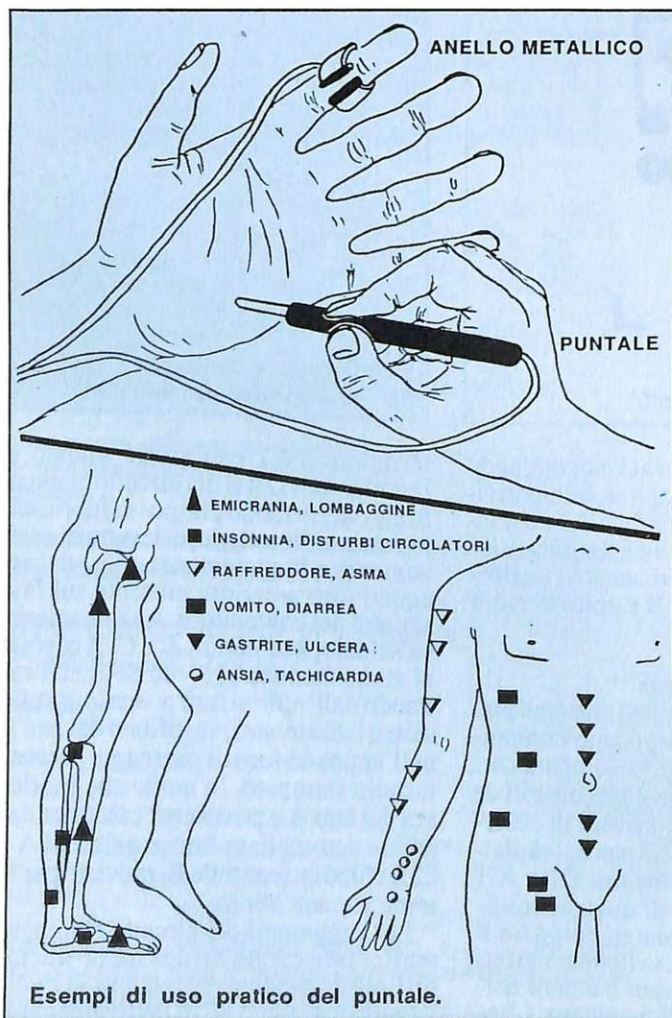 ANELLO METALLICO
PUNTALE
EMICRANIA, LOMBAGGINE
INSONNIA, DISTURBI CIRCOLATORI
RAFFREDDORE, ASMA
VOMITO, DIARREA
GASTRITE, ULCERA :
ANSIA, TACHICARDIA
Esempi di uso pratico del puntale.